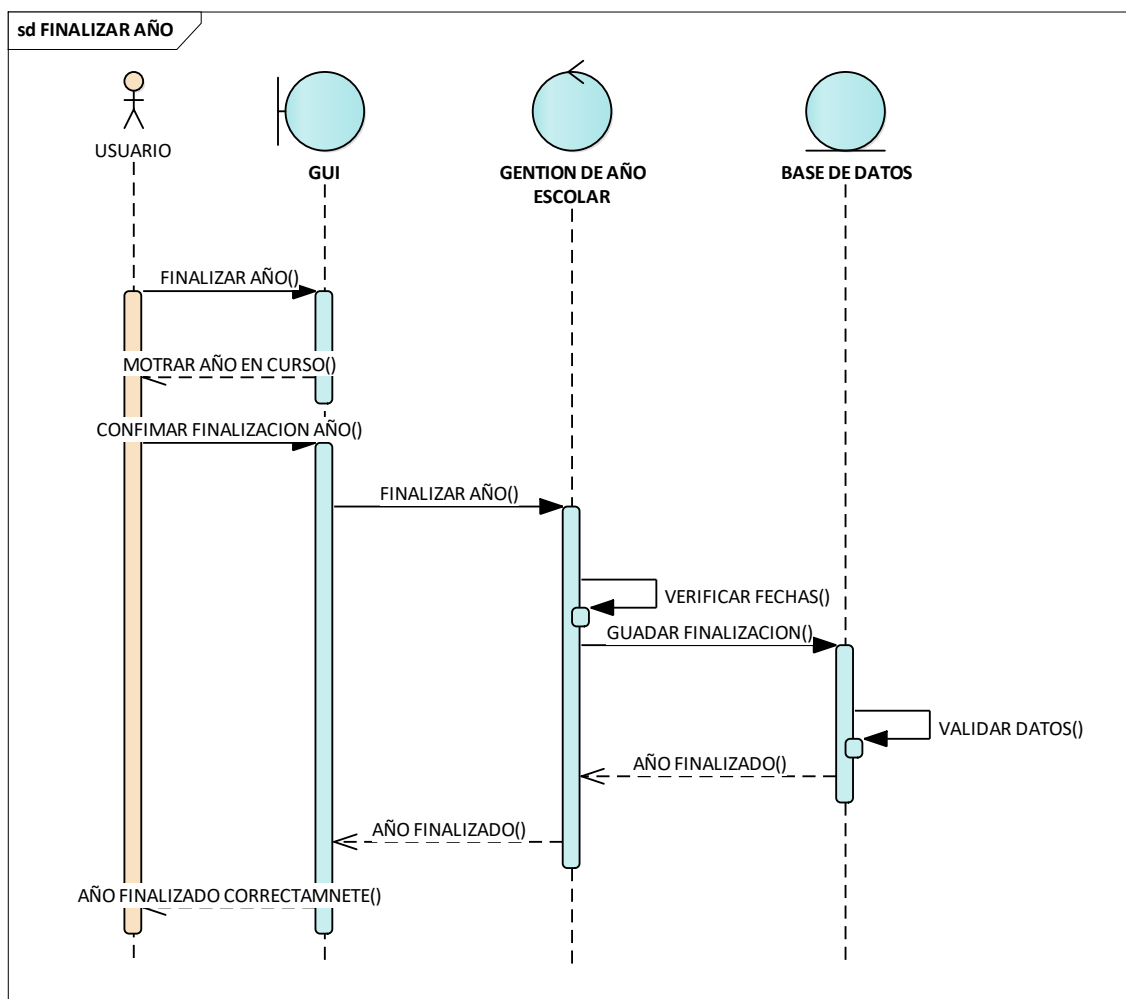 sd FINALIZAR AÑO
USUARIO
GUI
GENTION DE AÑO
ESCOLAR
BASE DE DATOS
FINALIZAR AÑO()
MOTRAR AÑO EN CURSO()
CONFIMAR FINALIZACION AÑO()
FINALIZAR AÑO()
VERIFICAR FECHAS()
GUADAR FINALIZACION()
VALIDAR DATOS()
AÑO FINALIZADO()
AÑO FINALIZADO()
AÑO FINALIZADO CORRECTAMNETE()